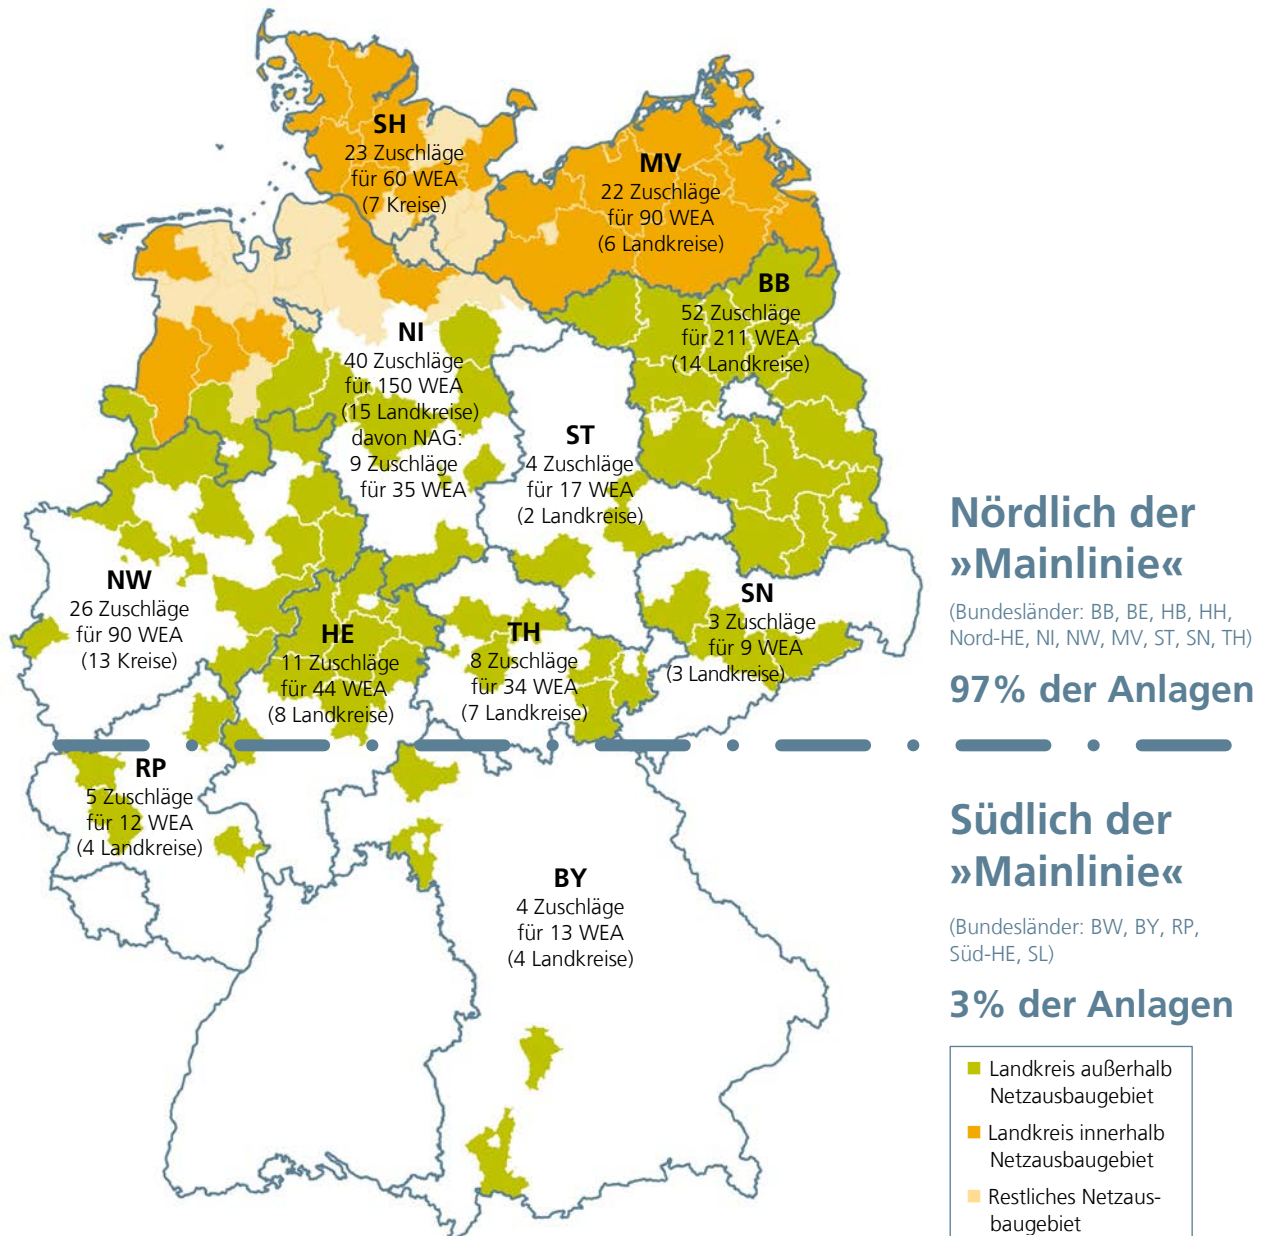 SH
23 Zuschläge
für 60 WEA
(7 Kreise)
MV
22 Zuschläge
für 90 WEA
(6 Landkreise)
BB
52 Zuschläge
für 211 WEA
(14 Landkreise)
NI
40 Zuschläge
für 150 WEA
(15 Landkreise)
davon NAG:
9 Zuschläge
für 35 WEA
ST
4 Zuschläge
für 17 WEA
(2 Landkreise)
NW
26 Zuschläge
für 90 WEA
(13 Kreise)
HE
11 Zuschläge
für 44 WEA
(8 Landkreise)
TH
8 Zuschläge
für 34 WEA
(7 Landkreise)
SN
3 Zuschläge
für 9 WEA
(3 Landkreise)
RP
5 Zuschläge
für 12 WEA
(4 Landkreise)
BY
4 Zuschläge
für 13 WEA
(4 Landkreise)
Nördlich der
»Mainlinie«
(Bundesländer: BB, BE, HB, HH,
Nord-HE, NI, NW, MV, ST, SN, TH)
97% der Anlagen
Südlich der
»Mainlinie«
(Bundesländer: BW, BY, RP,
Süd-HE, SL)
3% der Anlagen
Landkreis außerhalb
Netzausbaugebiet
Landkreis innerhalb
Netzausbaugebiet
Restliches Netzaus-
baugebiet